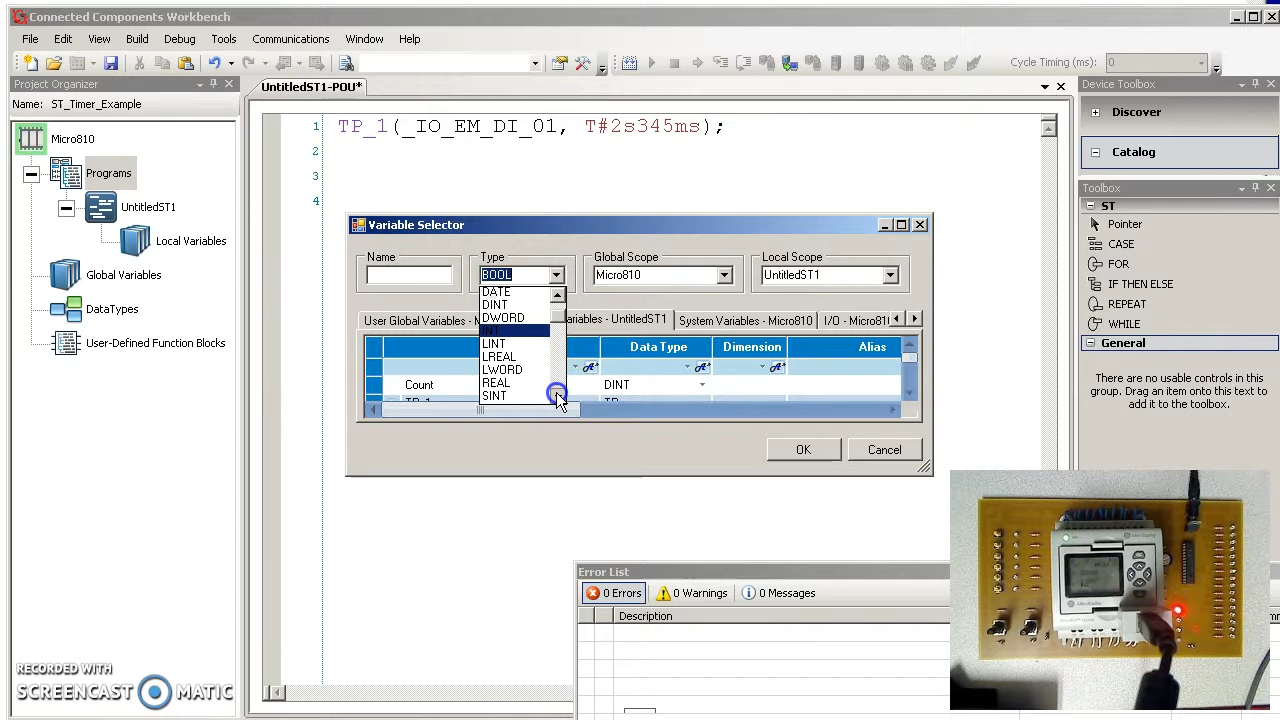 Connected Components Workbench
File Edit View Build Debug Tools Communications Window Help
Cycle Timing (ms): 0
Project Organizer
Name: ST_Timer_Example
Micro810
Programs
UntitledST1
Local Variables
Global Variables
DataTypes
User-Defined Function Blocks
UntitledST1-POU*
1 TP_1(_IO_EM_DI_01, T#2s345ms);
2
3
4
Variable Selector
Name Type Global Scope Local Scope
BOOL Micro810 UntitledST1
DATE
DINT
DWORD
INT
LINT
LREAL
LWORD
REAL
SINT
User Global Variables - ariables - UntitledST1 System Variables - Micro810 I/O - Micro81
Data Type Dimension Alias
Count DINT
OK Cancel
Error List
0 Errors 0 Warnings 0 Messages
Description
Device Toolbox
Discover
Catalog
Toolbox
ST
Pointer
CASE
FOR
IF THEN ELSE
REPEAT
WHILE
General
There are no usable controls in this group. Drag an item onto this text to add it to the toolbox.
RECORDED WITH
SCREENCAST MATIC